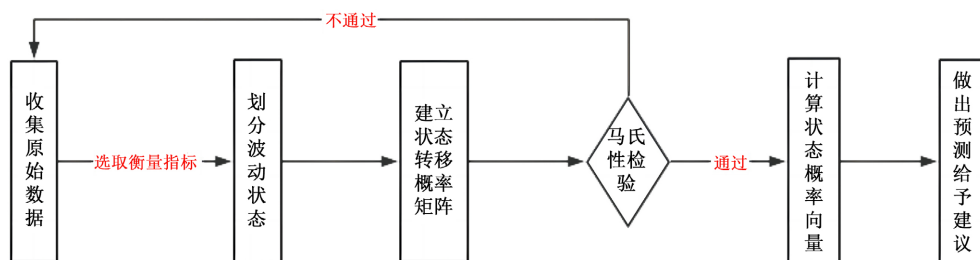 不通过
收集原始数据
选取衡量指标
划分波动状态
建立
状态
转移
概率
矩阵
马氏
性检
验
通过
计算状态概率向量
做出预测给予建议